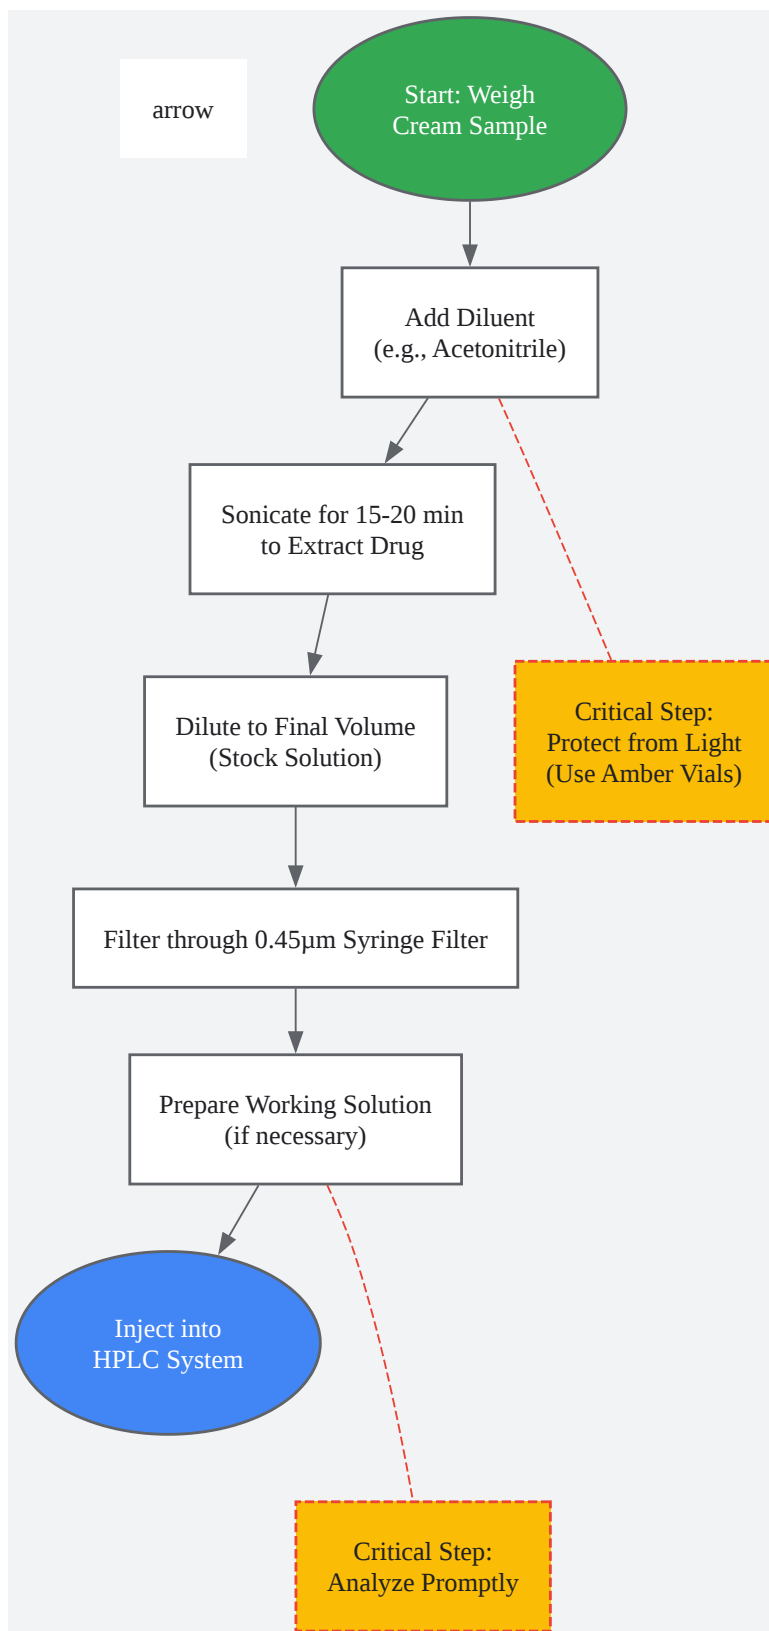 arrow
Start: Weigh
Cream Sample
Add Diluent
(e.g., Acetonitrile)
Sonicate for 15-20 min
to Extract Drug
Critical Step:
Protect from Light
(Use Amber Vials)
Dilute to Final Volume
(Stock Solution)
Filter through 0.45µm Syringe Filter
Prepare Working Solution
(if necessary)
Inject into
HPLC System
Critical Step:
Analyze Promptly